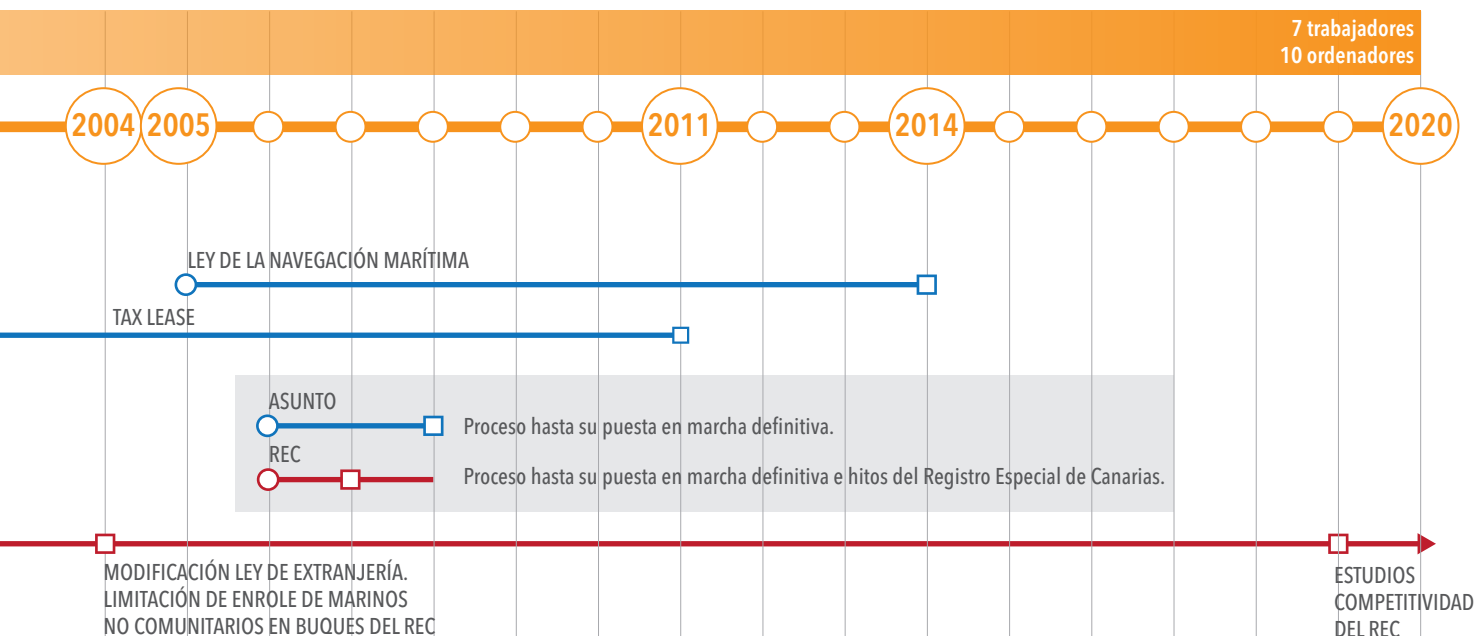 7 trabajadores
10 ordenadores
2004 2005 2011 2014 2020
LEY DE LA NAVEGACIÓN MARÍTIMA
TAX LEASE
ASUNTO
Proceso hasta su puesta en marcha definitiva.
REC
Proceso hasta su puesta en marcha definitiva e hitos del Registro Especial de Canarias.
MODIFICACIÓN LEY DE EXTRANJERÍA.
LIMITACIÓN DE ENROLE DE MARINOS
NO COMUNITARIOS EN BUQUES DEL REC
ESTUDIOS
COMPETITIVIDAD
DEL REC